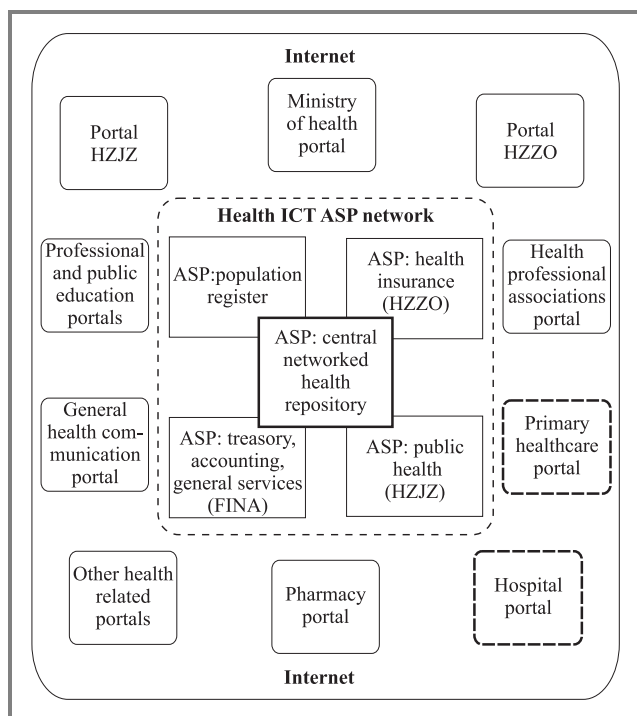 Internet
Portal
HZJZ
Ministry
of health
portal
Portal
HZZO
Health ICT ASP network
Professional
and public
education
portals
ASP:population
register
ASP: health
insurance
(HZZO)
Health
professional
associations
portal
ASP: central
networked
health
repository
General
health com-
munication
portal
ASP: treasury,
accounting,
general services
(FINA)
ASP: public
health
(HZJZ)
Primary
healthcare
portal
Other health
related
portals
Pharmacy
portal
Hospital
portal
Internet